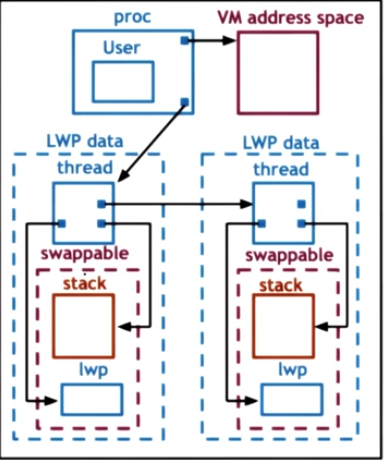 proc
VM address space
User
LWP data
LWP data
thread
thread
swappable
swappable
stack
stack
lwp
lwp